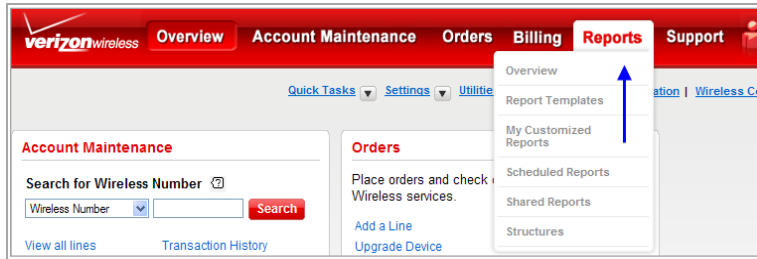 verizonwireless Overview Account Maintenance Orders Billing Reports Support
Overview
Report Templates
My Customized
Reports
Scheduled Reports
Shared Reports
Structures
Quick Tasks Settings Wireless
Account Maintenance
Search for Wireless Number
Wireless Number Search
View all lines Transaction History
Orders
Place orders and check
Wireless services.
Add a Line
Upgrade Device